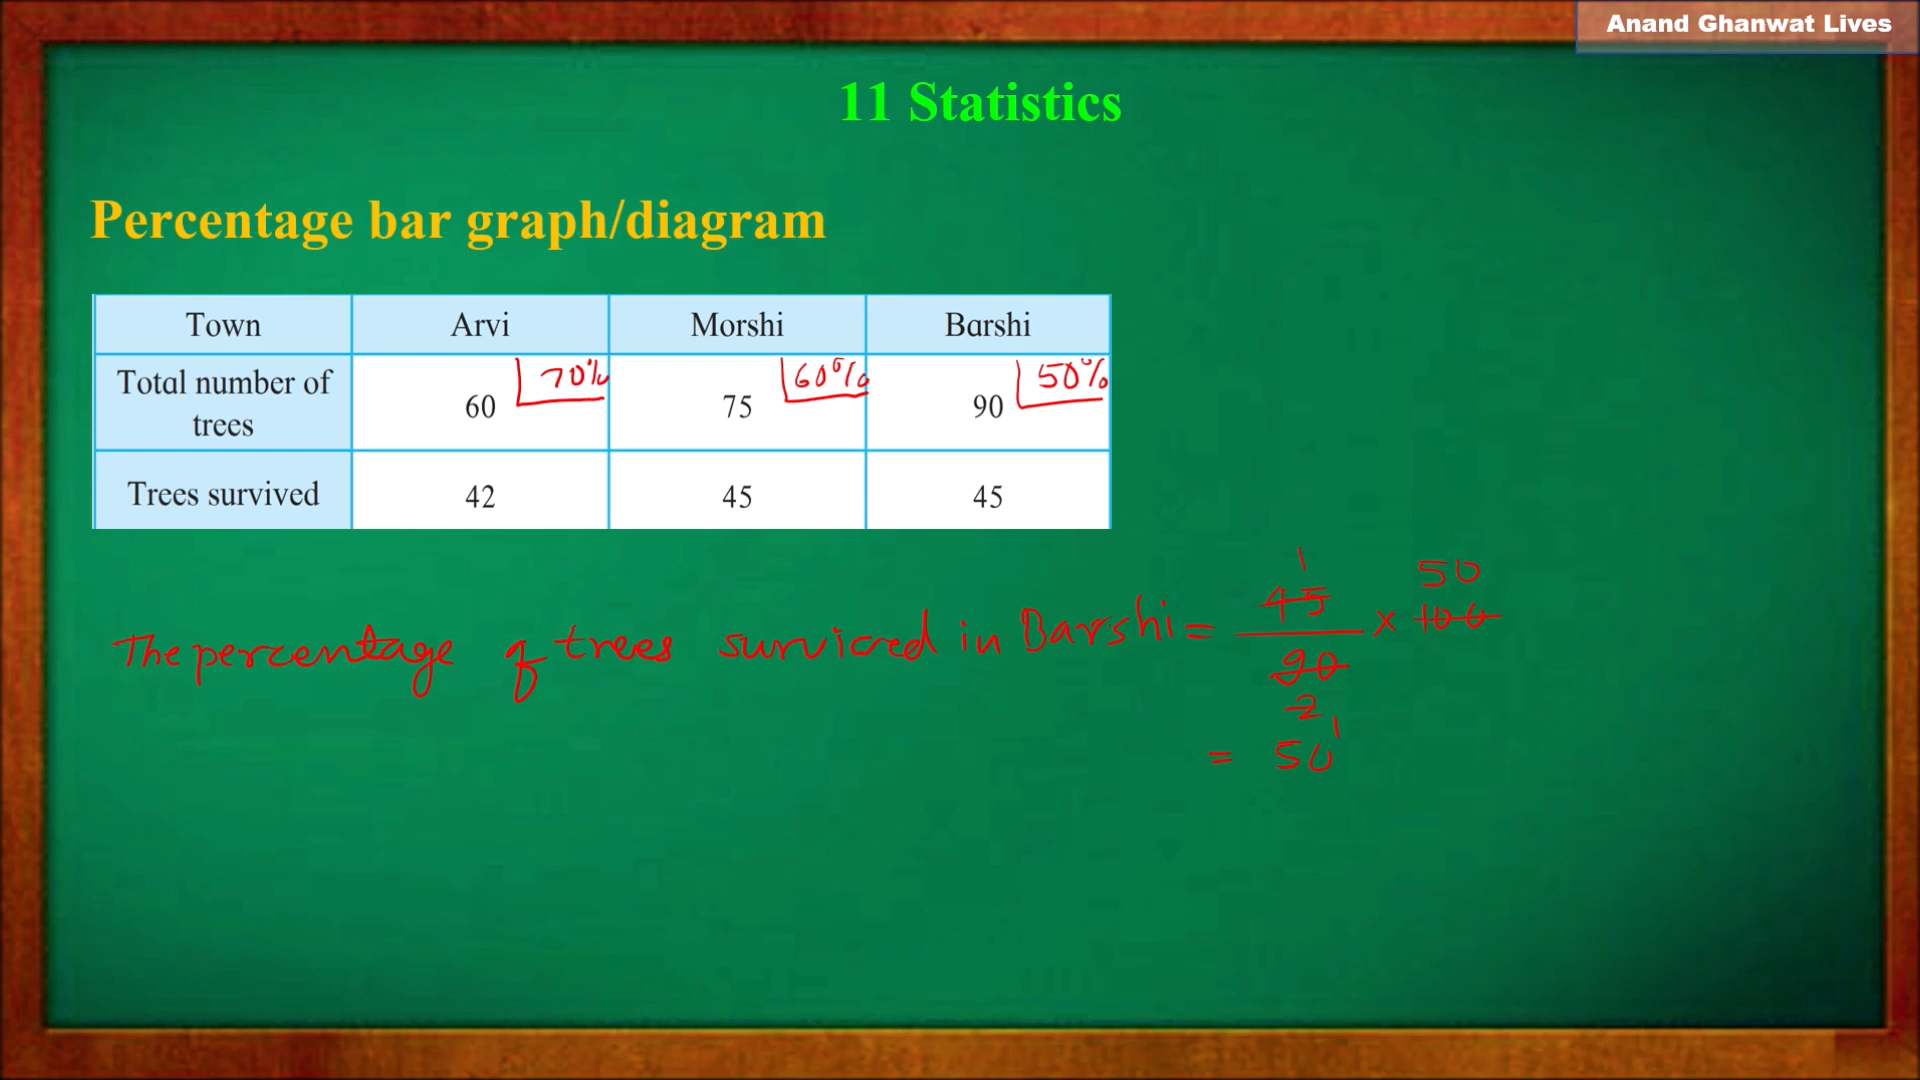 Anand Ghanwat Lives
11 Statistics
Percentage bar graph/diagram
Town Arvi Morshi Barshi
Total number of trees 60 70% 75 60% 90 50%
Trees survived 42 45 45
The percentage of trees survived in Barshi = 45/90 × 100
1 50
2 1
= 50